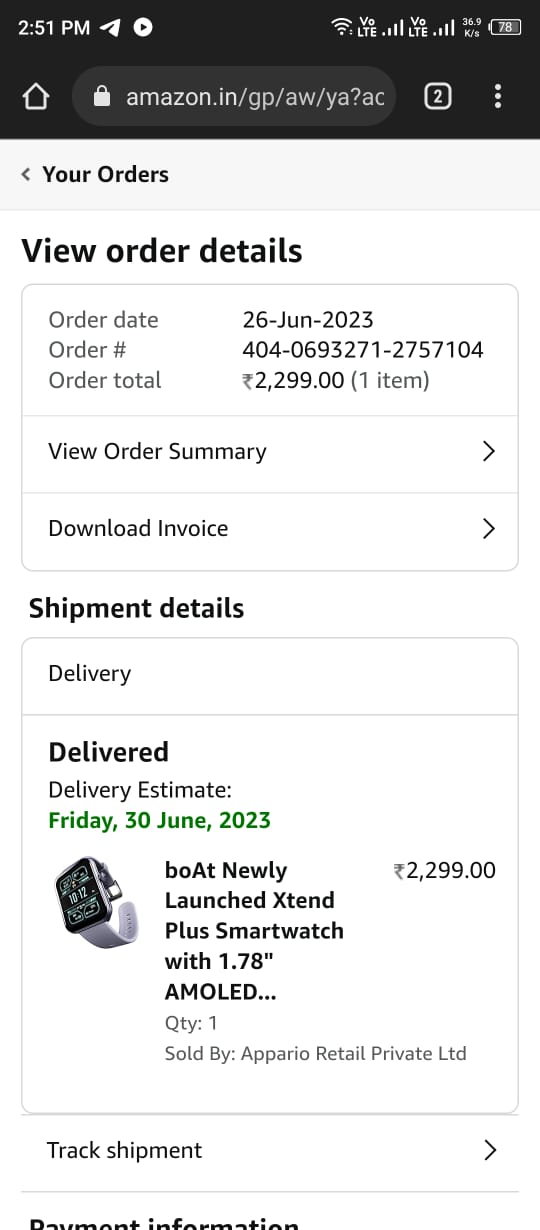 2:51 PM
Vo LTE Vo LTE 36.9 K/s 78
amazon.in/gp/aw/ya?ac
2
Your Orders
View order details
Order date 26-Jun-2023
Order # 404-0693271-2757104
Order total ₹2,299.00 (1 item)
View Order Summary
Download Invoice
Shipment details
Delivery
Delivered
Delivery Estimate:
Friday, 30 June, 2023
boAt Newly ₹2,299.00
Launched Xtend
Plus Smartwatch
with 1.78"
AMOLED...
Qty: 1
Sold By: Appario Retail Private Ltd
10:12
Track shipment
Payment information